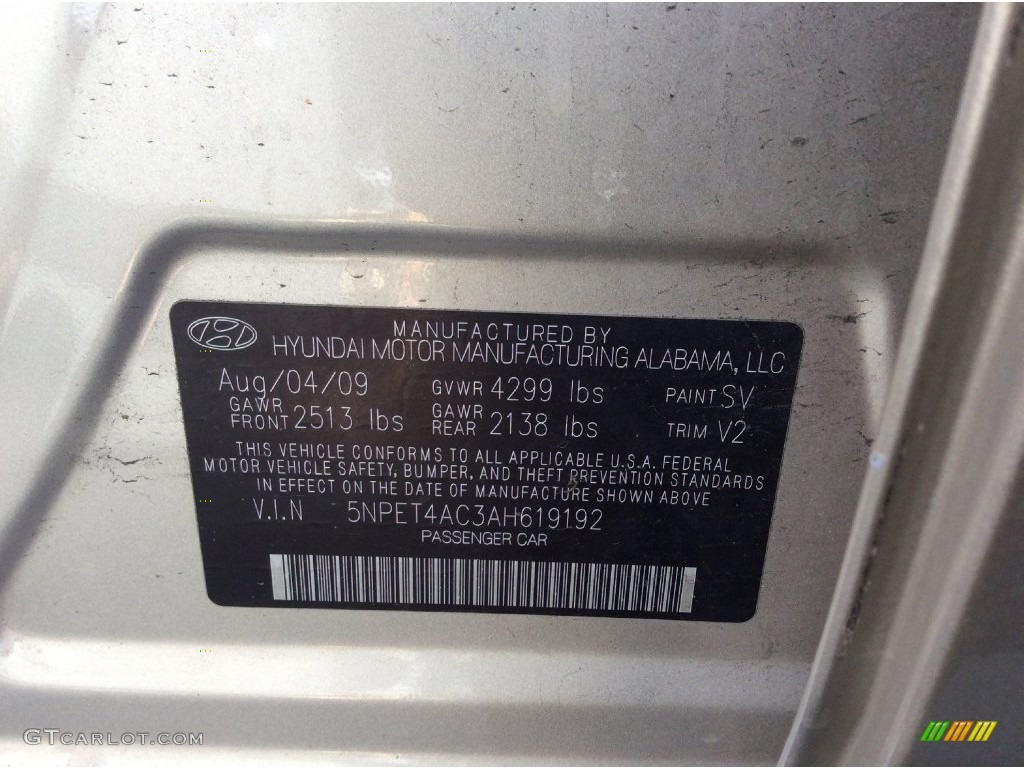 MANUFACTURED BY
HYUNDAI MOTOR MANUFACTURING ALABAMA, LLC
Aug/04/09 GVWR 4299 lbs PAINT SV
GAWR FRONT 2513 lbs GAWR REAR 2138 lbs TRIM V2
THIS VEHICLE CONFORMS TO ALL APPLICABLE U.S.A. FEDERAL
MOTOR VEHICLE SAFETY, BUMPER, AND THEFT PREVENTION STANDARDS
IN EFFECT ON THE DATE OF MANUFACTURE SHOWN ABOVE
V.I.N 5NPET4AC3AH619192
PASSENGER CAR
GTCARLOT.COM